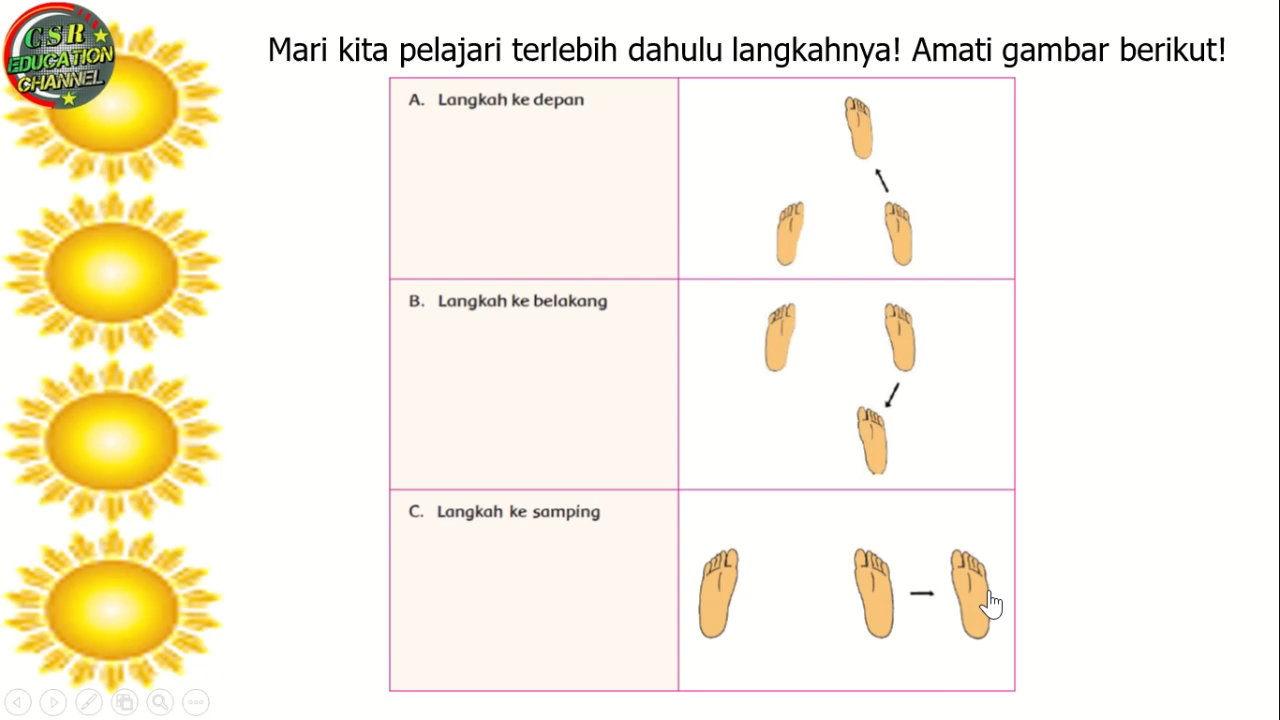 CSR
EDUCATION
CHANNEL
Mari kita pelajari terlebih dahulu langkahnya! Amati gambar berikut!
A. Langkah ke depan
B. Langkah ke belakang
C. Langkah ke samping